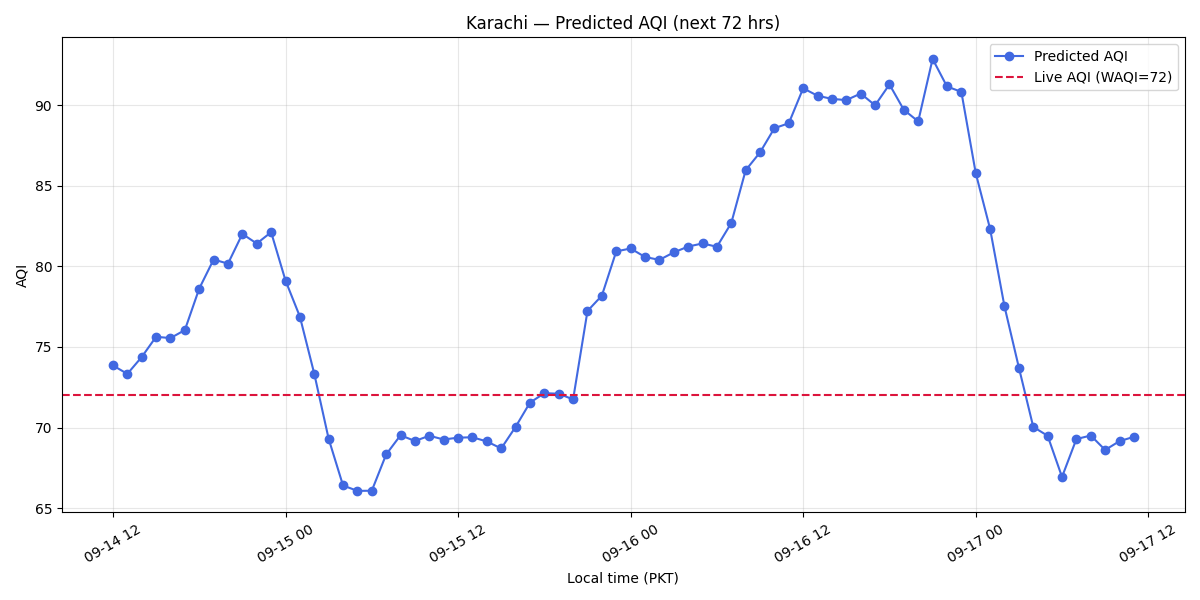 Karachi — Predicted AQI (next 72 hrs)
Predicted AQI
Live AQI (WAQI=72)
AQI
90
85
80
75
70
65
09-14 12
09-15 00
09-15 12
09-16 00
09-16 12
09-17 00
09-17 12
Local time (PKT)